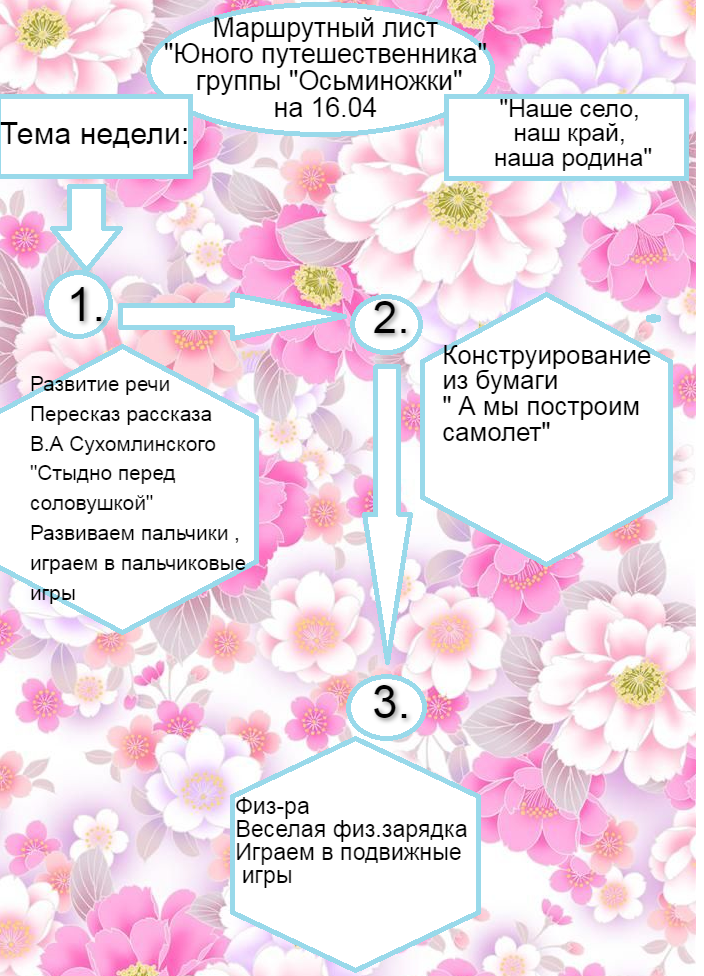 Маршрутный лист
"Юного путешественника"
группы "Осьминожки"
на 16.04
Тема недели:
"Наше село,
наш край,
наша родина"
1.
2.
Развитие речи
Пересказ рассказа
В.А Сухомлинского
"Стыдно перед
соловушкой"
Развиваем пальчики ,
играем в пальчиковые
игры
Конструирование
из бумаги
" А мы построим
самолет"
3.
Физ-ра
Веселая физ.зарядка
Играем в подвижные
игры